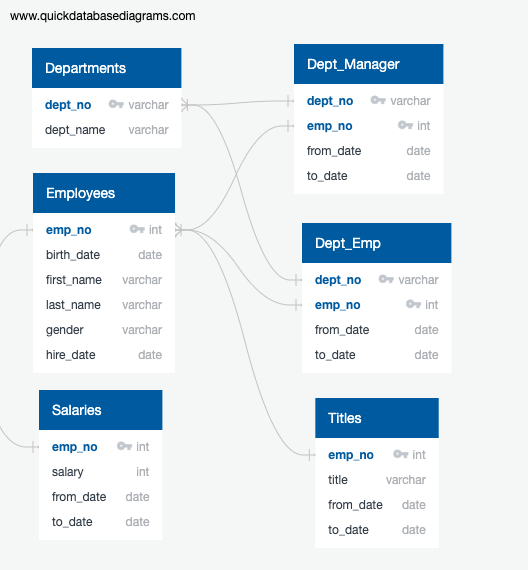 www.quickdatabasediagrams.com
Departments
dept_no varchar
dept_name varchar
Dept_Manager
dept_no varchar
emp_no int
from_date date
to_date date
Employees
emp_no int
birth_date date
first_name varchar
last_name varchar
gender varchar
hire_date date
Dept_Emp
dept_no varchar
emp_no int
from_date date
to_date date
Salaries
emp_no int
salary int
from_date date
to_date date
Titles
emp_no int
title varchar
from_date date
to_date date